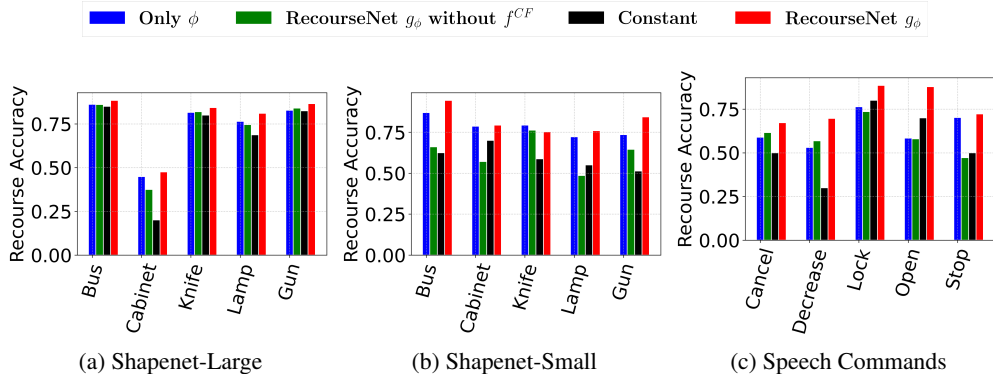 Only ϕ RecourseNet g_ϕ without f^{CF} Constant RecourseNet g_ϕ
Recourse Accuracy
0.75
0.50
0.25
0.00
Bus Cabinet Knife Lamp Gun
(a) Shapenet-Large
Recourse Accuracy
0.75
0.50
0.25
0.00
Bus Cabinet Knife Lamp Gun
(b) Shapenet-Small
Recourse Accuracy
0.75
0.50
0.25
0.00
Cancel Decrease Lock Open Stop
(c) Speech Commands